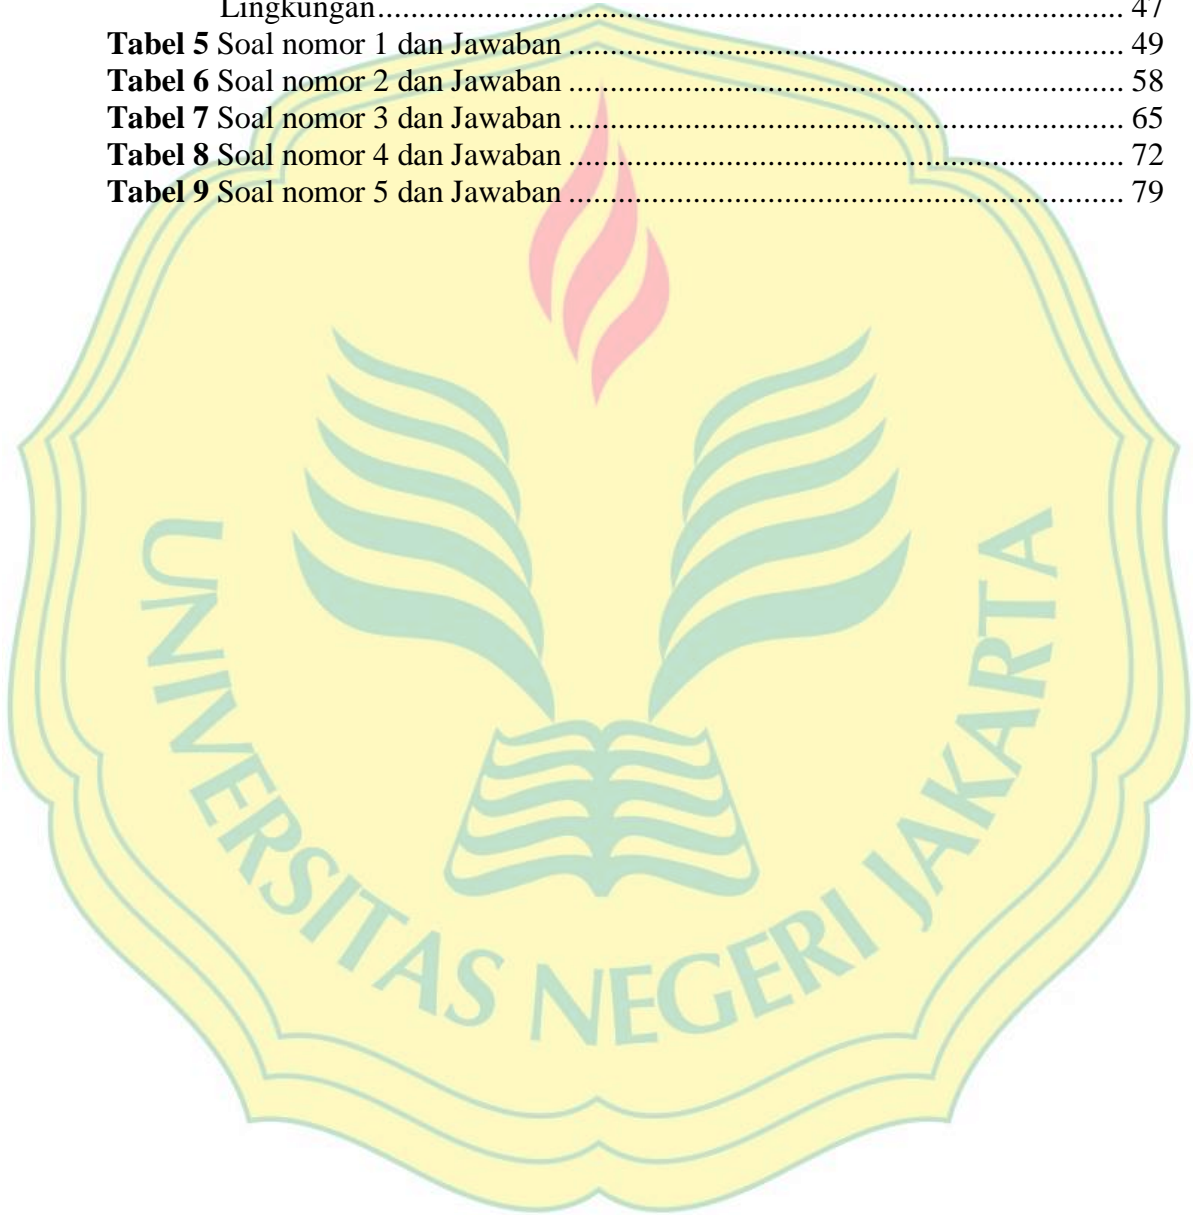 Lingkungan.......................................................................................... 47
Tabel 5 Soal nomor 1 dan Jawaban ................................................................... 49
Tabel 6 Soal nomor 2 dan Jawaban ................................................................... 58
Tabel 7 Soal nomor 3 dan Jawaban ................................................................... 65
Tabel 8 Soal nomor 4 dan Jawaban ................................................................... 72
Tabel 9 Soal nomor 5 dan Jawaban ................................................................... 79
UNIVERSITAS NEGERI JAKARTA